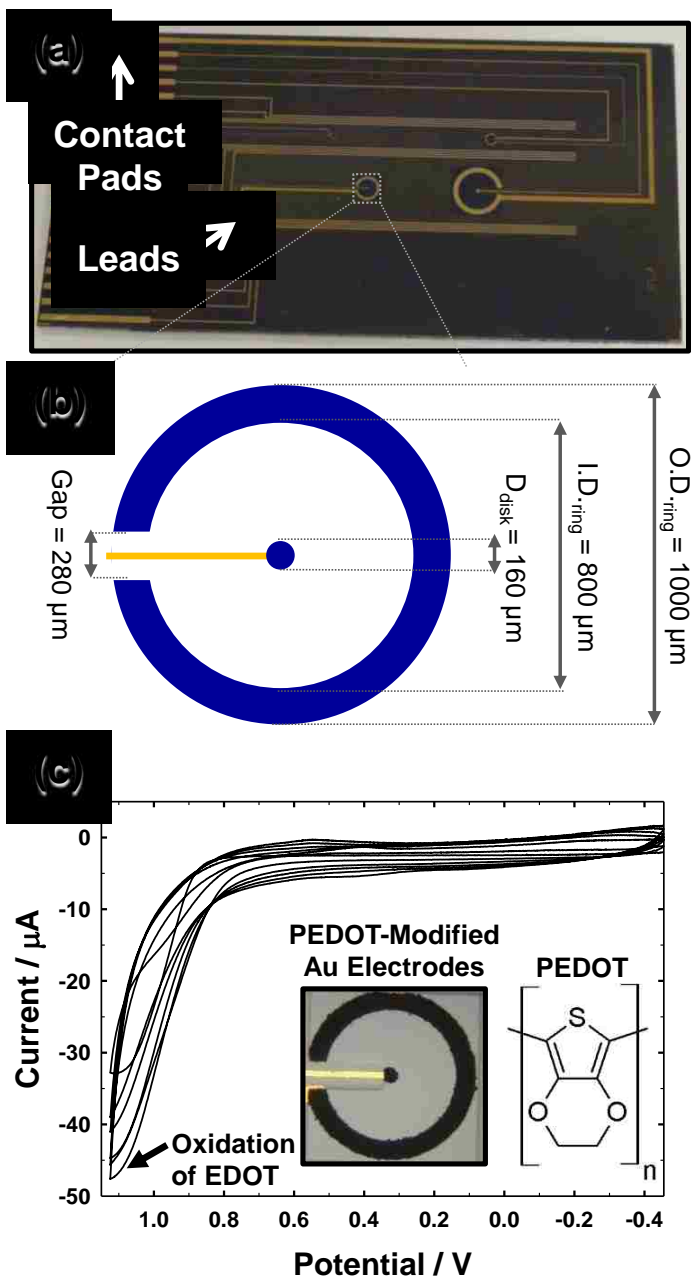 (a)
Contact
Pads
Leads
(b)
Gap = 280 μm
D_disk = 160 μm
I.D._ring = 800 μm
O.D._ring = 1000 μm
(c)
0
-10
-20
-30
-40
-50
Current / μA
PEDOT-Modified
Au Electrodes
PEDOT
S
O
O
n
Oxidation
of EDOT
1.0
0.8
0.6
0.4
0.2
0.0
-0.2
-0.4
Potential / V